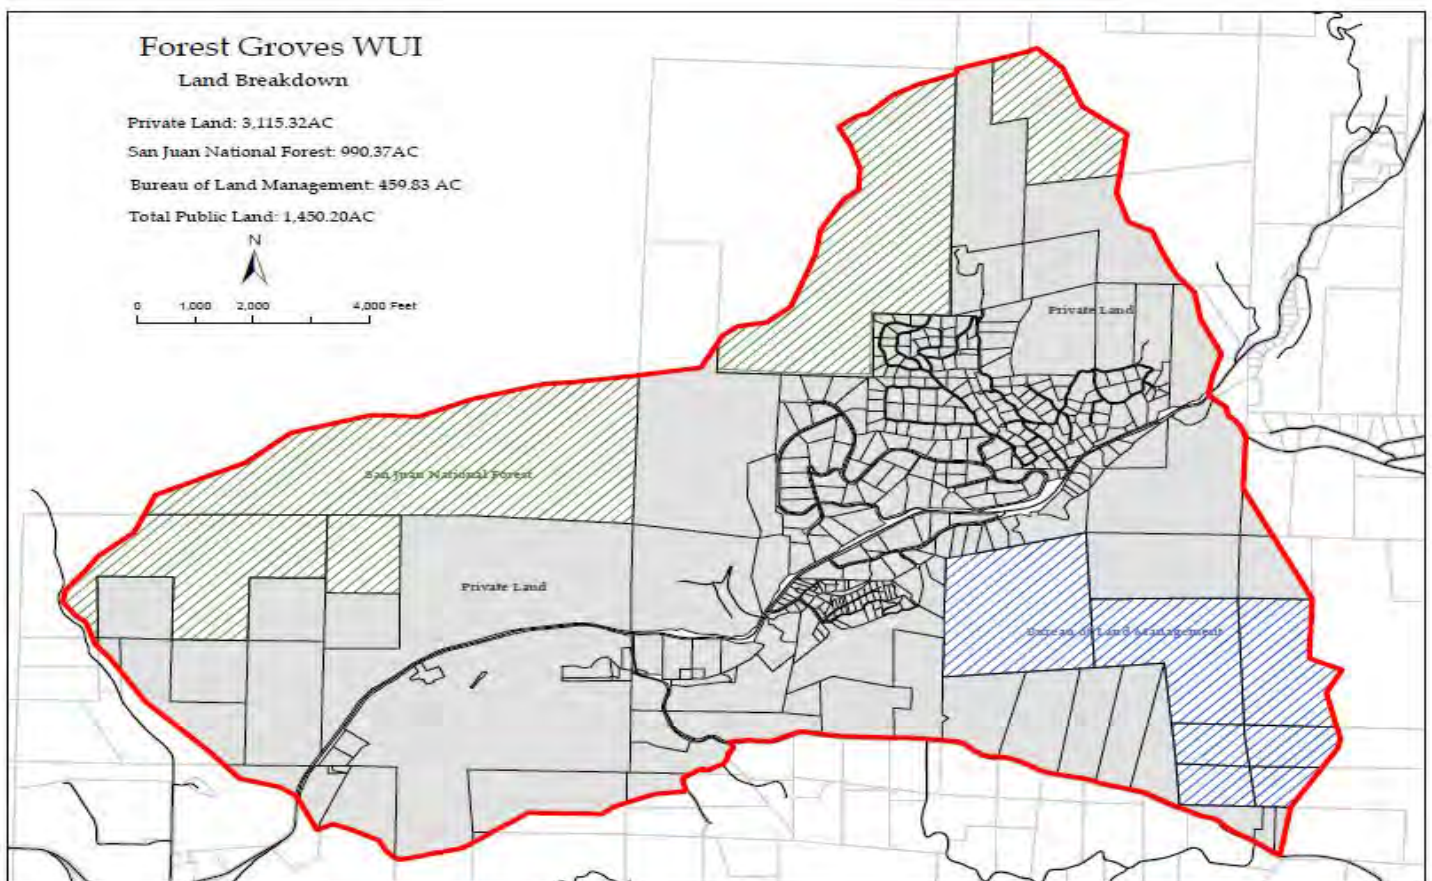 Forest Groves WUI
Land Breakdown
Private Land: 3,115.32AC
San Juan National Forest: 990.37AC
Bureau of Land Management: 459.83 AC
Total Public Land: 1,450.20AC
N
0 1,000 2,000 4,000 Feet
Private Land
San Juan National Forest
Private Land
Bureau of Land Management